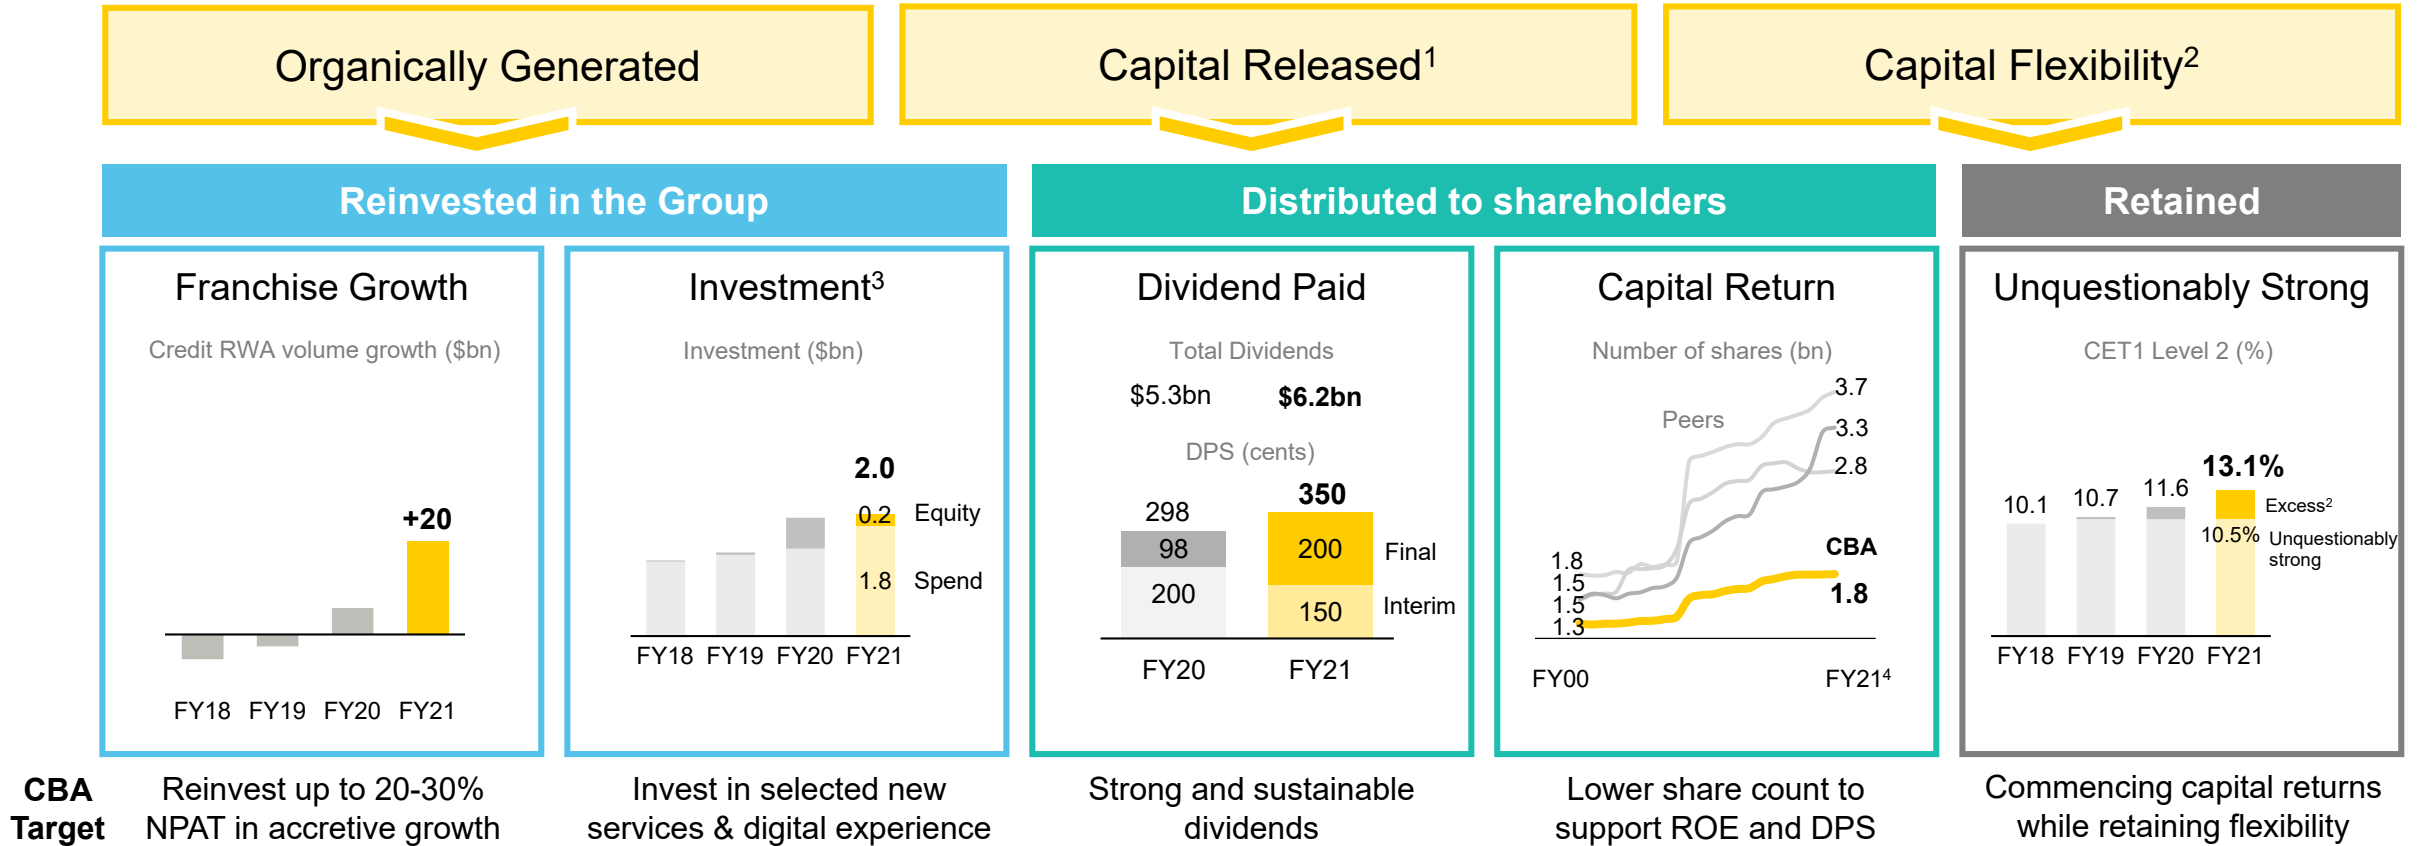 Organically Generated
Capital Released¹
Capital Flexibility²
Reinvested in the Group
Distributed to shareholders
Retained
Franchise Growth
Credit RWA volume growth ($bn)
+20
FY18 FY19 FY20 FY21
Investment³
Investment ($bn)
2.0
0.2 Equity
1.8 Spend
FY18 FY19 FY20 FY21
Dividend Paid
Total Dividends
$5.3bn $6.2bn
DPS (cents)
298 350
98 200 Final
200 150 Interim
FY20 FY21
Capital Return
Number of shares (bn)
3.7
Peers
3.3
2.8
CBA
1.8
1.8
1.5
1.5
1.3
FY00 FY21⁴
Unquestionably Strong
CET1 Level 2 (%)
10.1 10.7 11.6 13.1%
Excess²
10.5% Unquestionably
strong
FY18 FY19 FY20 FY21
CBA
Target
Reinvest up to 20-30%
NPAT in accretive growth
Invest in selected new
services & digital experience
Strong and sustainable
dividends
Lower share count to
support ROE and DPS
Commencing capital returns
while retaining flexibility